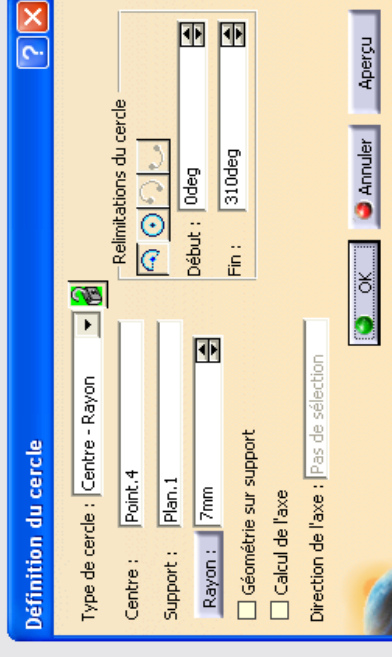 Définition du cercle
Type de cercle : Centre - Rayon
Relimitations du cercle
Centre : Point.4
Support : Plan.1
Début : 0deg
Rayon : 7mm
Fin : 310deg
Géométrie sur support
Calcul de l'axe
Direction de l'axe : Pas de sélection
OK Annuler Aperçu